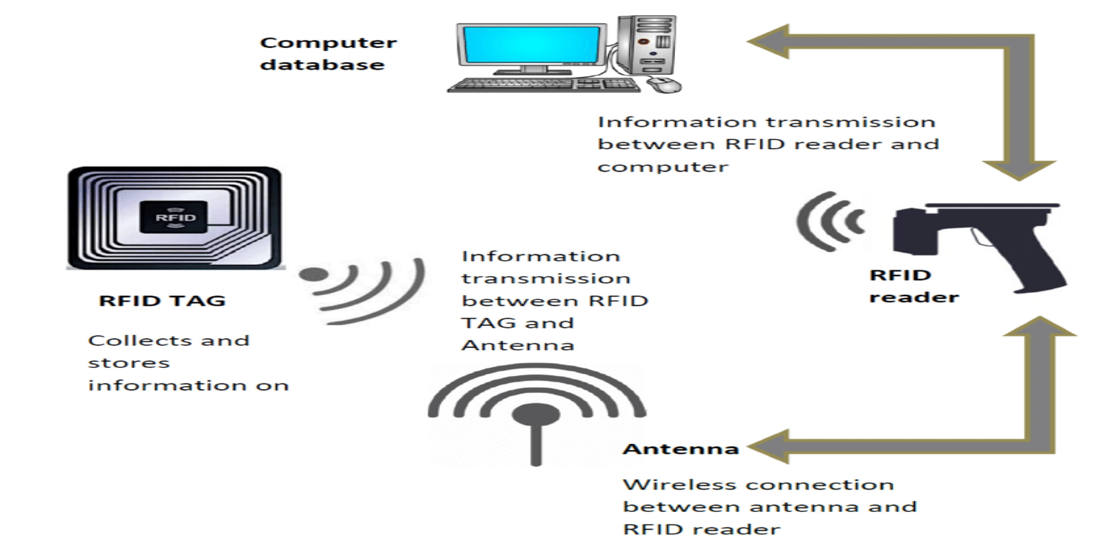 Computer
database
Information transmission
between RFID reader and
computer
RFID
RFID TAG
Collects and
stores
information on
Information
transmission
between RFID
TAG and
Antenna
RFID
reader
Antenna
Wireless connection
between antenna and
RFID reader